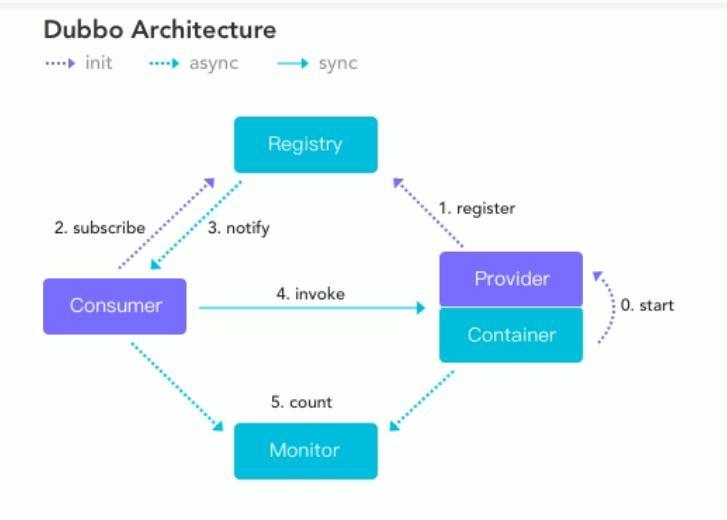 Dubbo Architecture
init async sync
Registry
1. register
2. subscribe 3. notify
Provider
4. invoke
Consumer
0. start
Container
5. count
Monitor